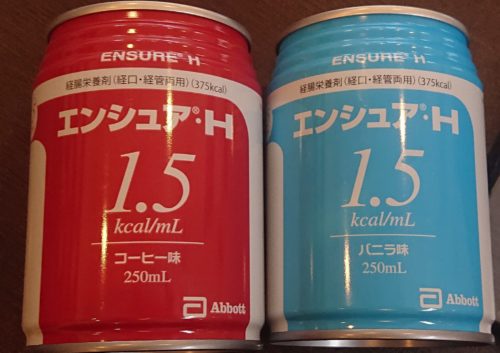 ENSURE® H
経腸栄養剤(経口・経管両用)(375kcal)
エンシュア®・H
1.5
kcal/mL
コーヒー味
250mL
Abbott
ENSURE® H
経腸栄養剤(経口・経管両用)(375kcal)
エンシュア®・H
1.5
kcal/mL
バニラ味
250mL
Abbott